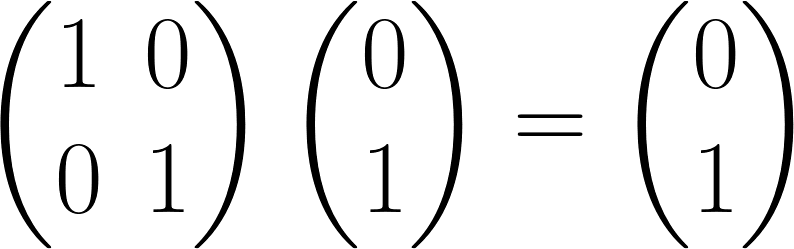 (1 0) (0) = (0)
(0 1) (1)   (1)